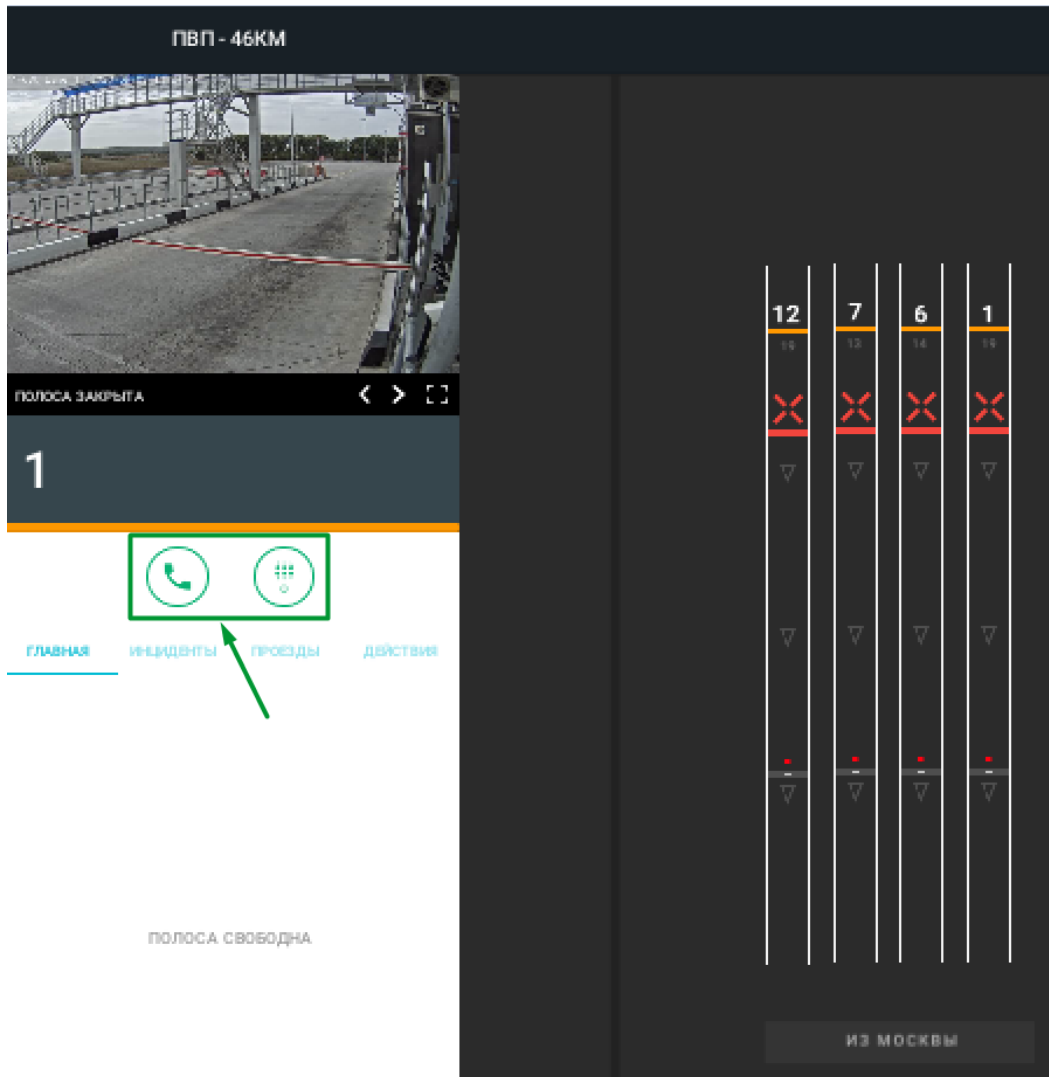 ПВП - 46КМ
ПОЛОСА ЗАКРЫТА
1
ГЛАВНАЯ ИНЦИДЕНТЫ ПРОЕЗДЫ ДЕЙСТВИЯ
ПОЛОСА СВОБОДНА
12 7 6 1
19 13 14 19
ИЗ МОСКВЫ